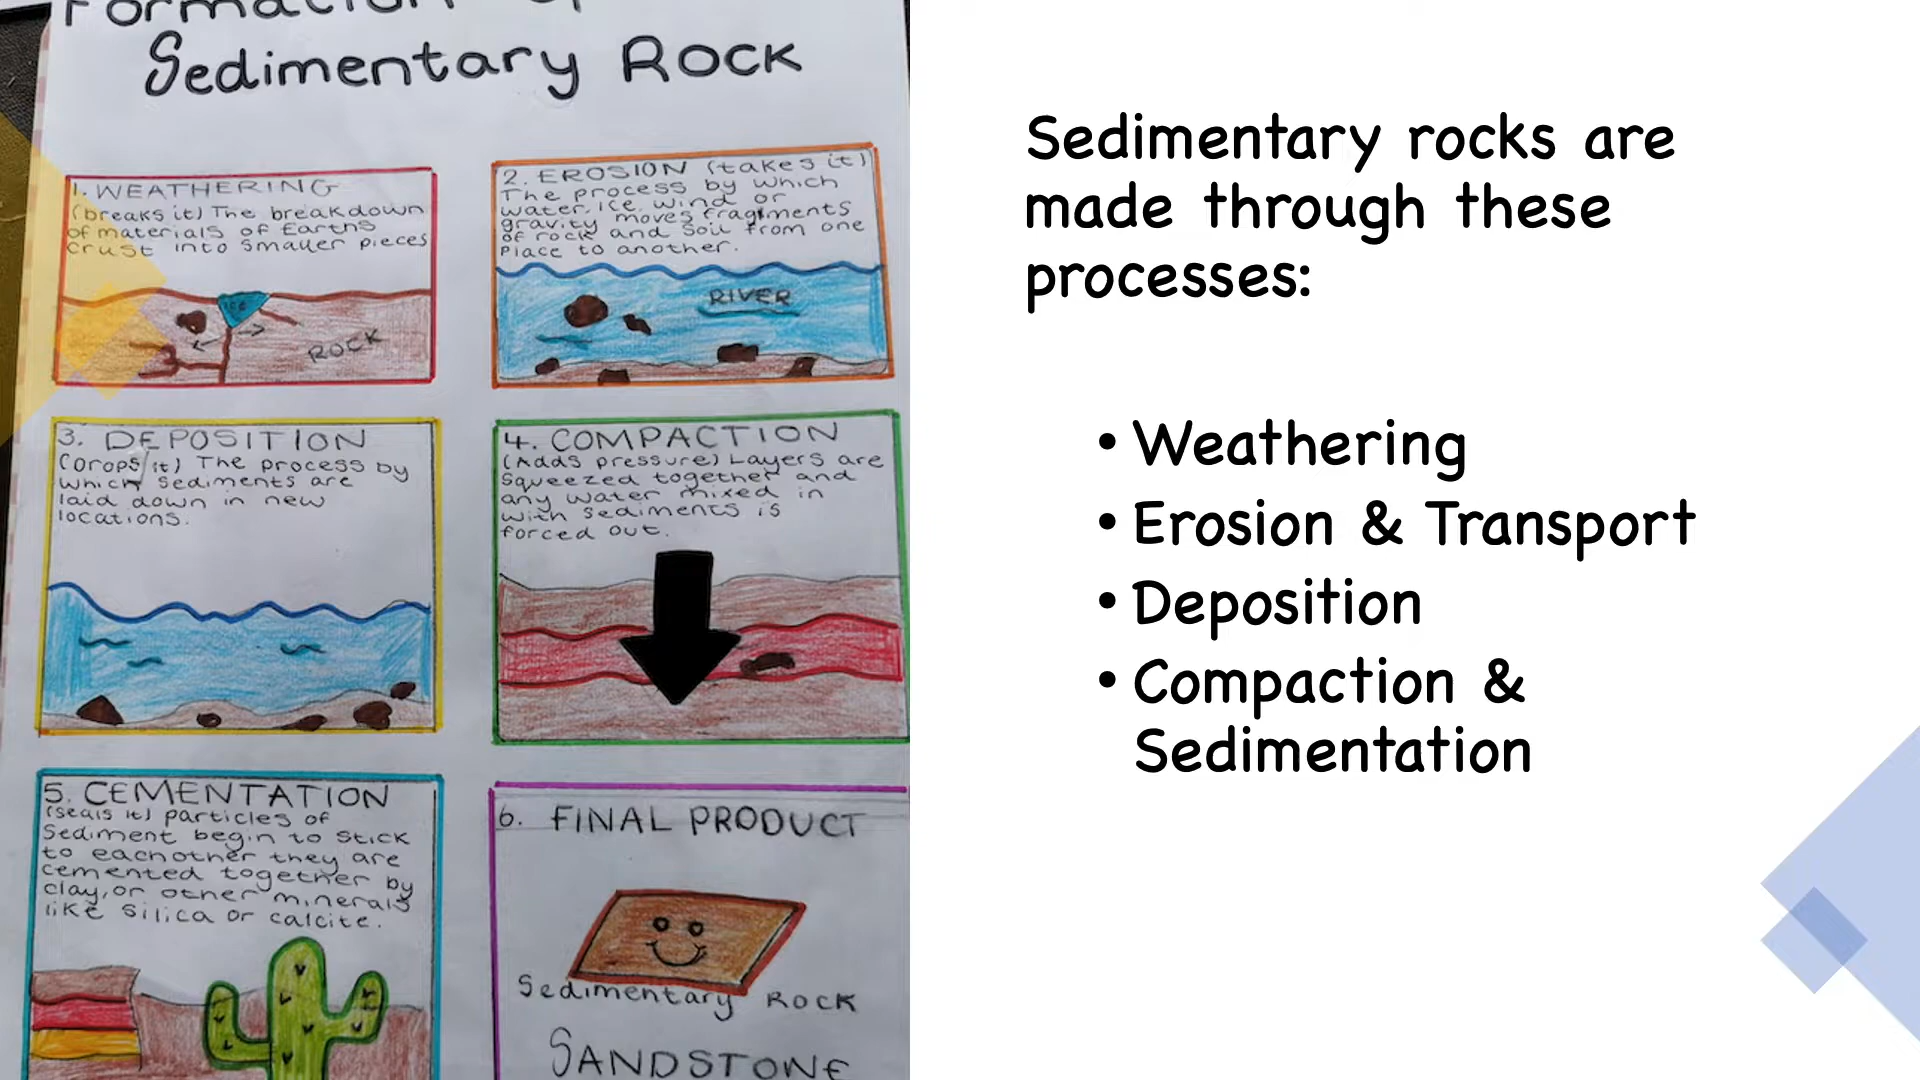 Formation of
Sedimentary Rock
1. WEATHERING
(breaks it) The breakdown
of materials of Earths
crust into smaller pieces
ice
ROCK
2. EROSION (takes it)
The process by which
water, ice, wind or
gravity moves fragments
of rock and soil from one
place to another.
RIVER
3. DEPOSITION
(Drops it) The process by
which sediments are
laid down in new
locations.
4. COMPACTION
(Adds pressure) Layers are
squeezed together and
any water mixed in
with sediments is
forced out.
5. CEMENTATION
(seals it) particles of
sediment begin to stick
to eachother they are
cemented together by
clay, or other minerals
like silica or calcite.
6. FINAL PRODUCT
Sedimentary ROCK
SANDSTONE
Sedimentary rocks are
made through these
processes:
• Weathering
• Erosion & Transport
• Deposition
• Compaction &
Sedimentation